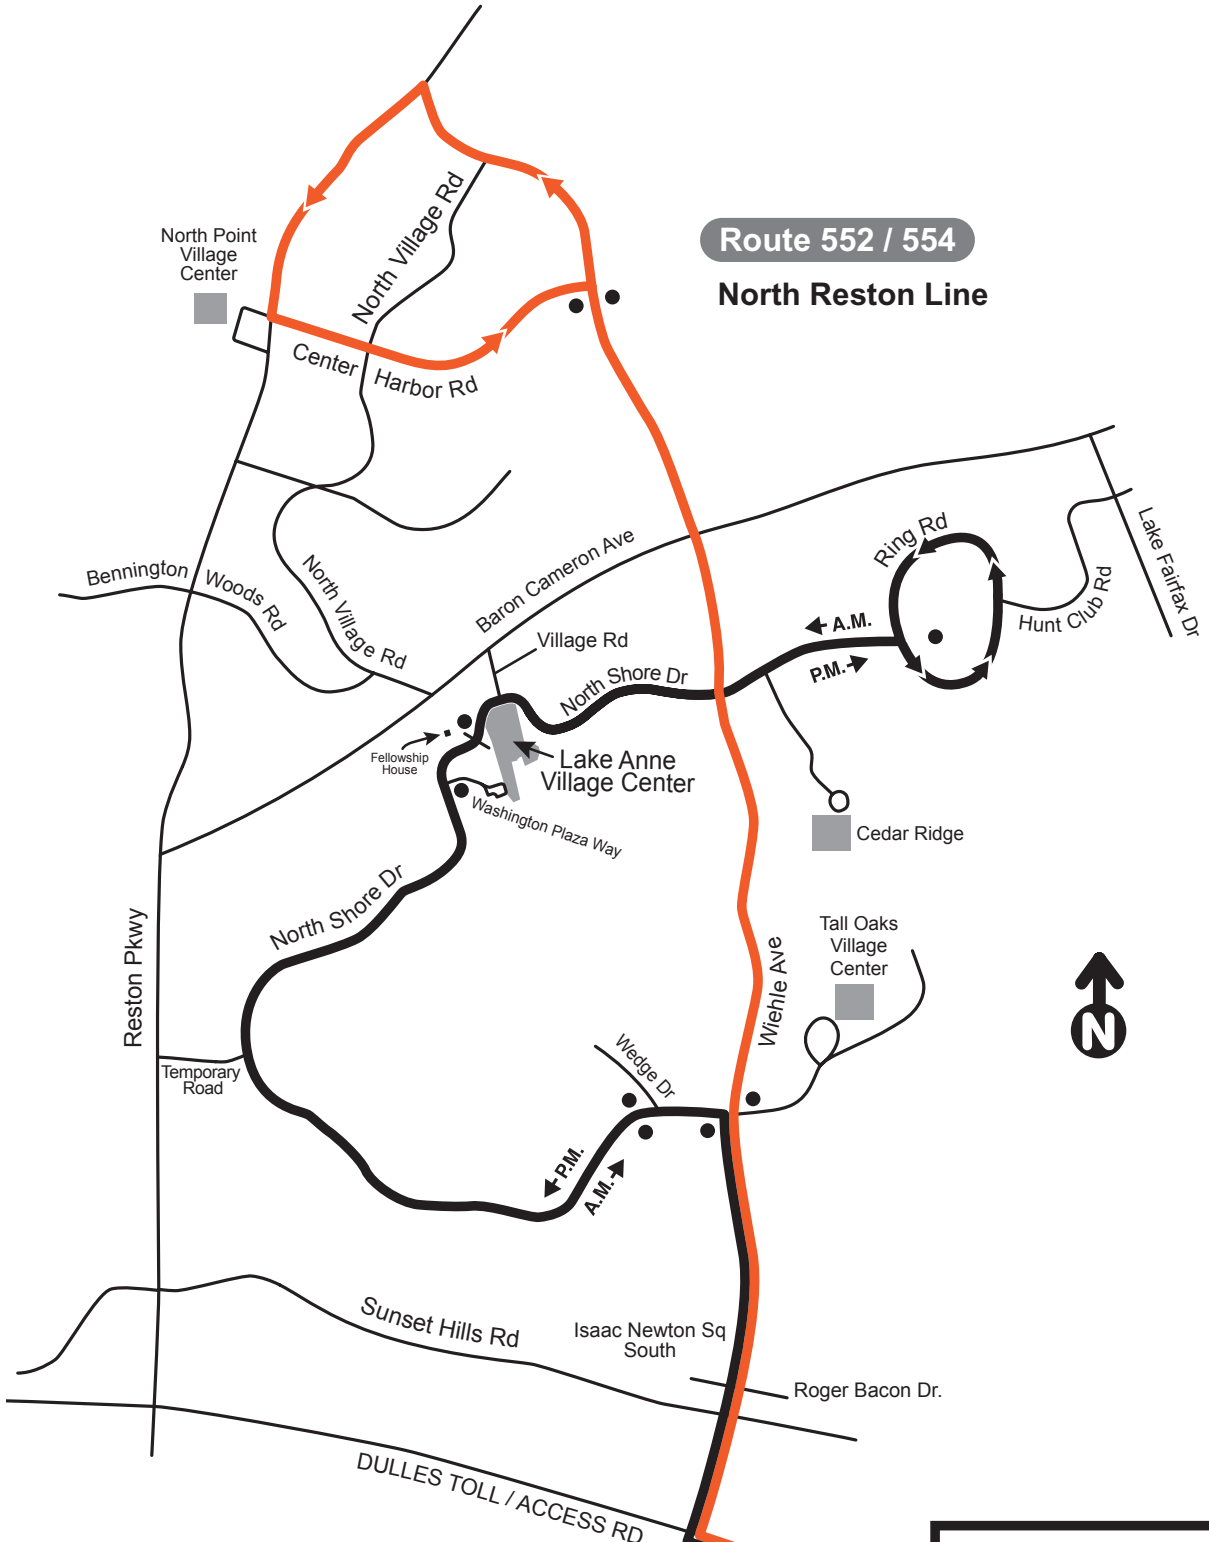 North Point
Village
Center
North Village Rd
Route 552 / 554
North Reston Line
Center Harbor Rd
Bennington Woods Rd
North Village Rd
Baron Cameron Ave
Ring Rd
Lake Fairfax Dr
Hunt Club Rd
A.M.
P.M.
Village Rd
North Shore Dr
Fellowship
House
Lake Anne
Village Center
Washington Plaza Way
Cedar Ridge
North Shore Dr
Reston Pkwy
Tall Oaks
Village
Center
Wiehle Ave
N
Temporary
Road
Wedge Dr
P.M.
A.M.
Sunset Hills Rd
Isaac Newton Sq
South
Roger Bacon Dr.
DULLES TOLL / ACCESS RD